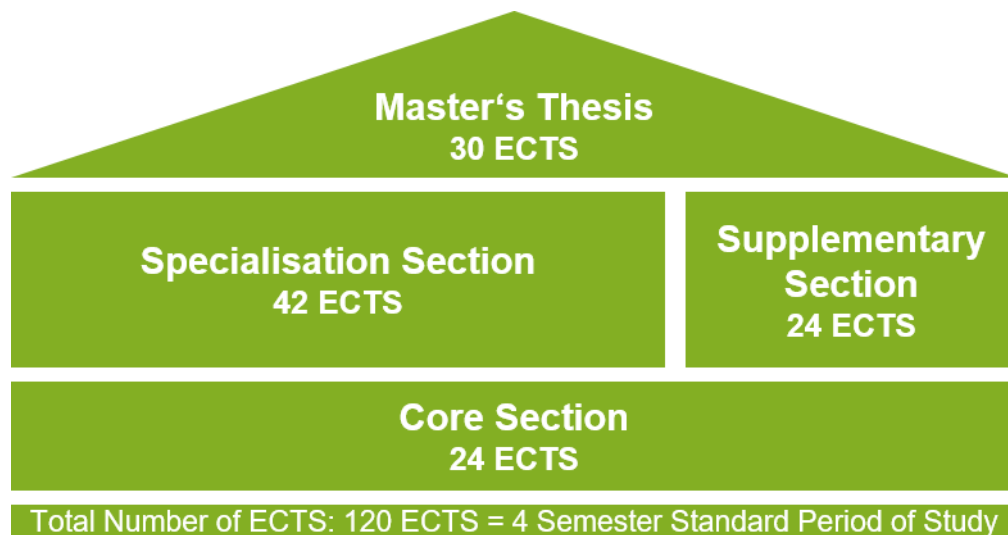 Master‘s Thesis
30 ECTS
Specialisation Section
42 ECTS
Supplementary
Section
24 ECTS
Core Section
24 ECTS
Total Number of ECTS: 120 ECTS = 4 Semester Standard Period of Study